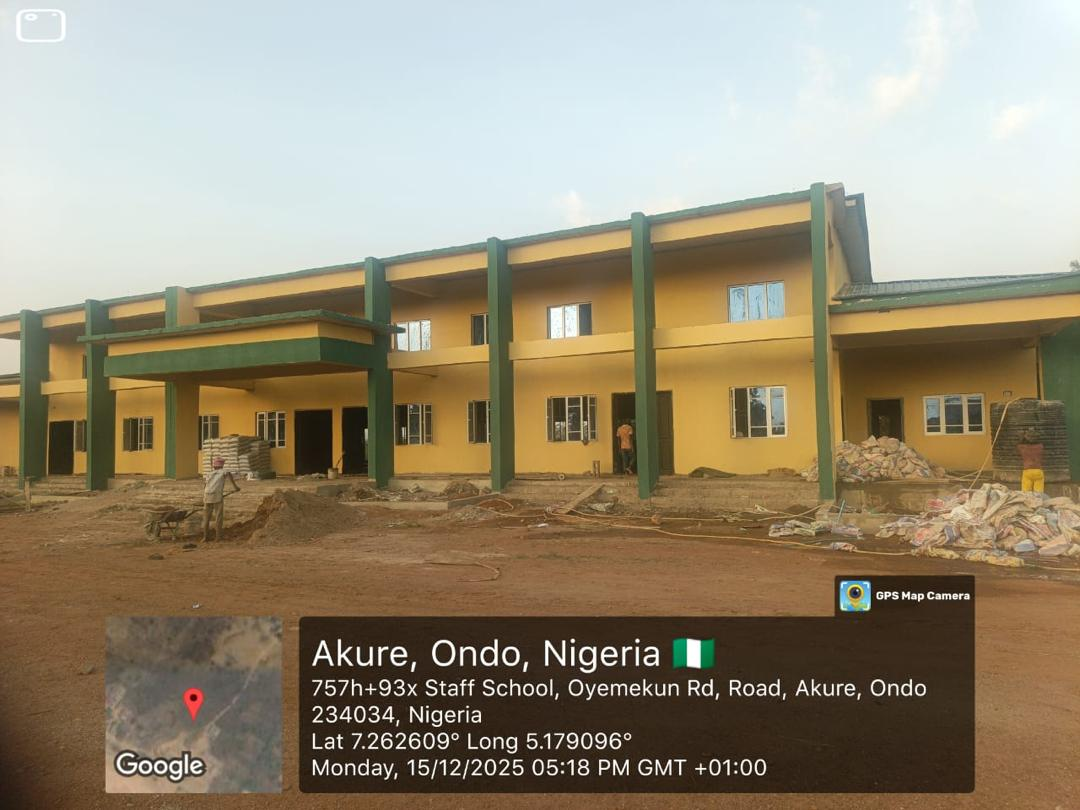 GPS Map Camera
Akure, Ondo, Nigeria 🇳🇬
757h+93x Staff School, Oyemekun Rd, Road, Akure, Ondo
234034, Nigeria
Lat 7.262609° Long 5.179096°
Monday, 15/12/2025 05:18 PM GMT +01:00
Google